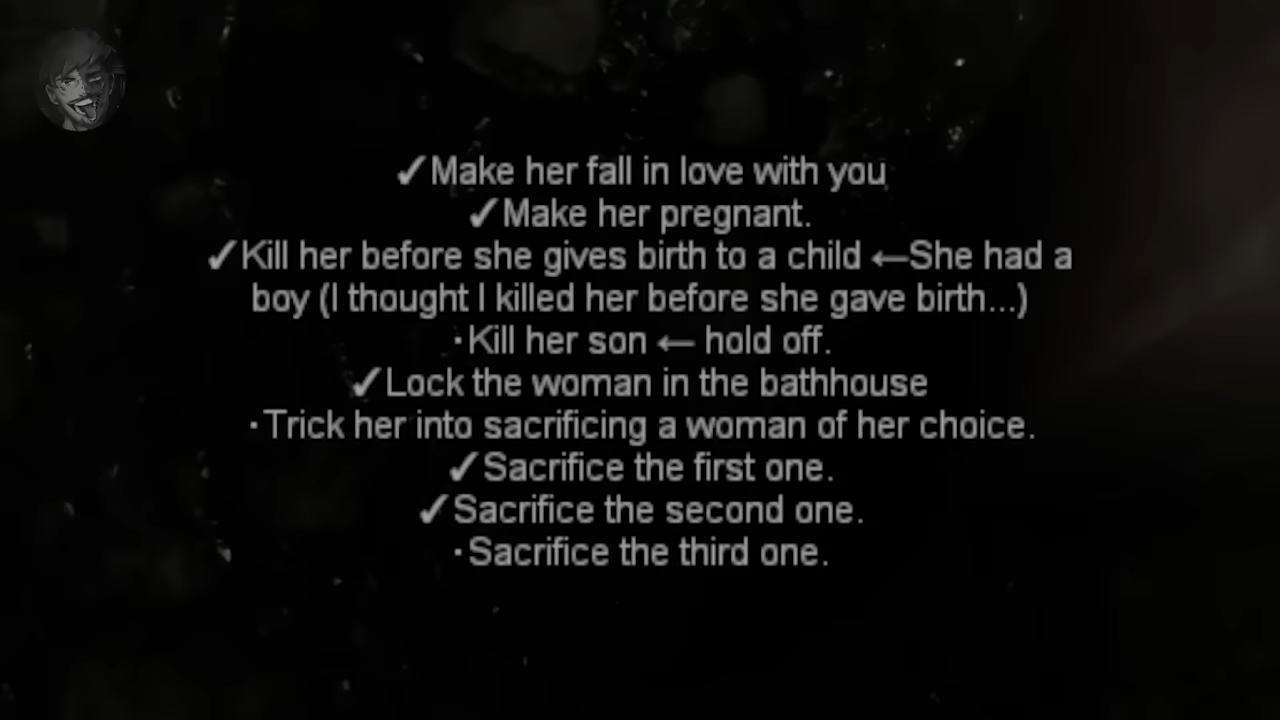 ✓Make her fall in love with you
✓Make her pregnant.
✓Kill her before she gives birth to a child ←She had a
boy (I thought I killed her before she gave birth...)
·Kill her son ← hold off.
✓Lock the woman in the bathhouse
·Trick her into sacrificing a woman of her choice.
✓Sacrifice the first one.
✓Sacrifice the second one.
·Sacrifice the third one.